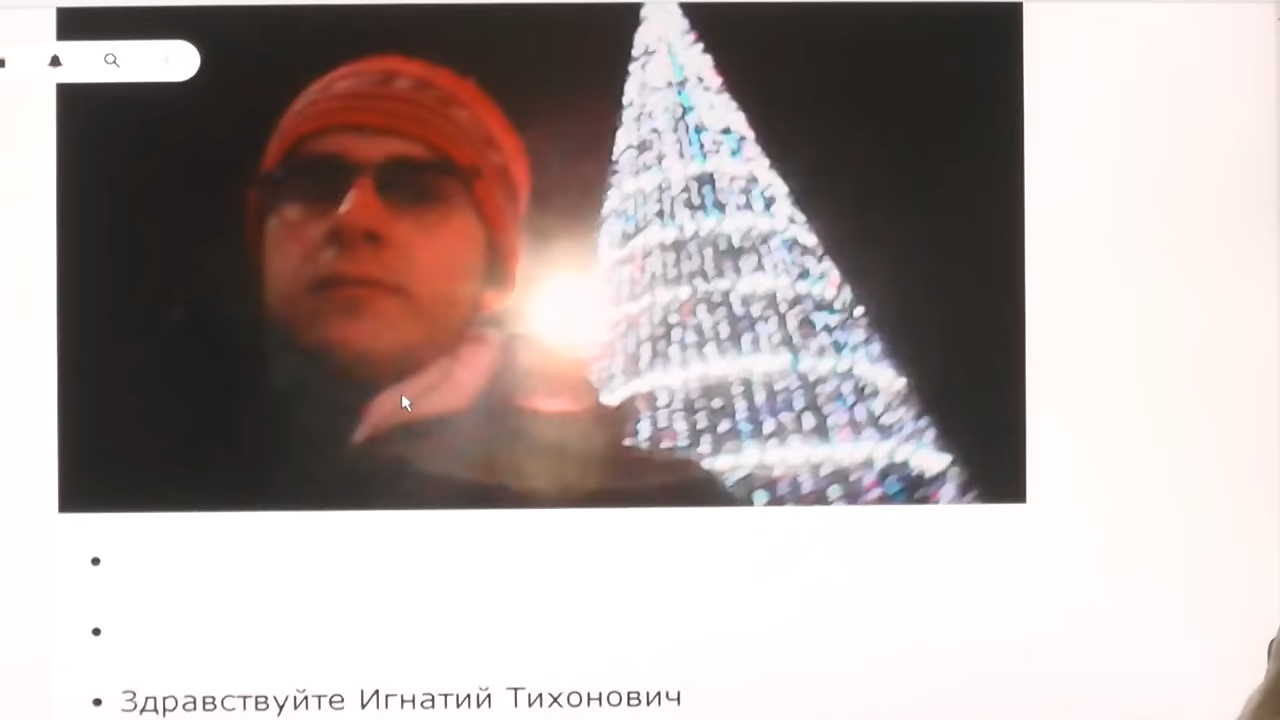 Здравствуйте Игнатий Тихонович